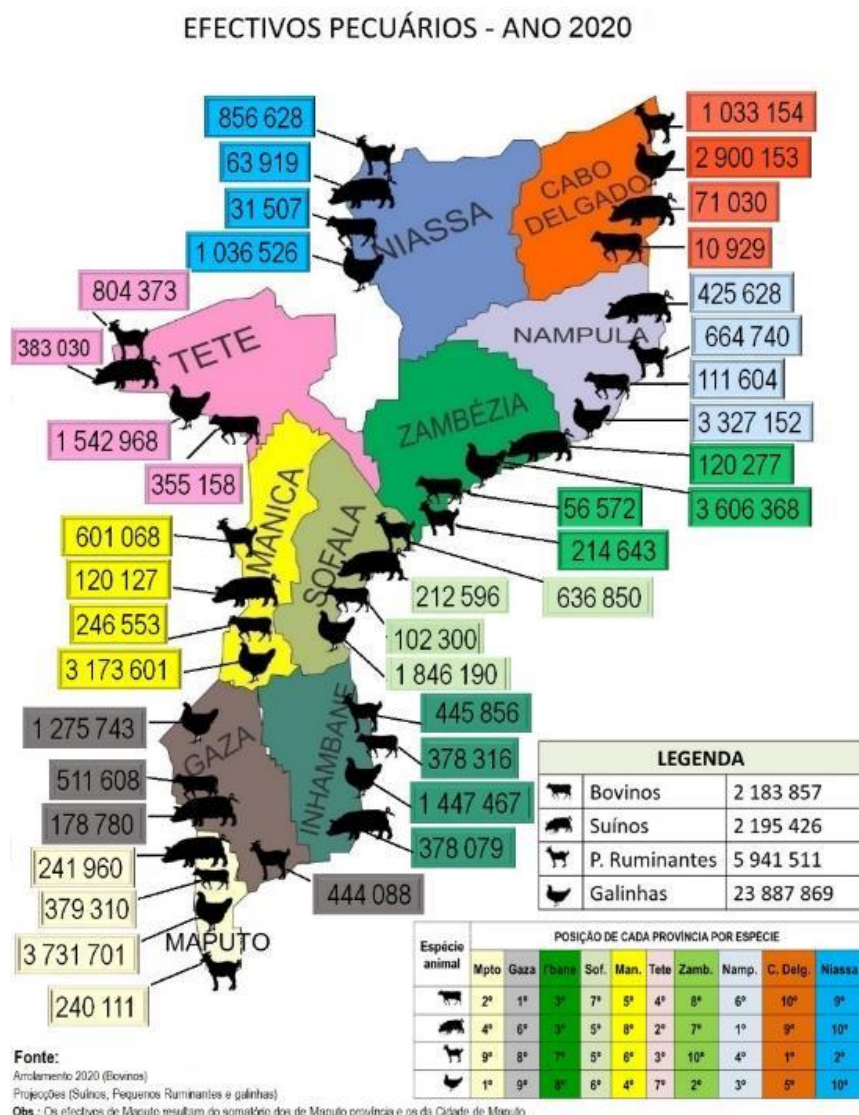 EFECTIVOS PECUÁRIOS - ANO 2020
856 628
63 919
31 507
1 036 526
NIASSA
CABO
DELGADO
1 033 154
2 900 153
71 030
10 929
804 373
383 030
TETE
1 542 968
355 158
NAMPULA
425 628
664 740
111 604
3 327 152
ZAMBÉZIA
120 277
56 572
3 606 368
214 643
MANICA
601 068
120 127
246 553
3 173 601
SOFALA
636 850
212 596
102 300
1 846 190
GAZA
1 275 743
511 608
178 780
444 088
INHAMBANE
445 856
378 316
1 447 467
378 079
241 960
379 310
3 731 701
MAPUTO
240 111
LEGENDA
Bovinos 2 183 857
Suínos 2 195 426
P. Ruminantes 5 941 511
Galinhas 23 887 869
Espécie
animal
POSIÇÃO DE CADA PROVÍNCIA POR ESPÉCIE
Mpto Gaza I'bane Sof. Man. Tete Zamb. Namp. C. Delg. Niassa
2º 1º 3º 7º 5º 4º 8º 6º 10º 9º
4º 6º 3º 5º 8º 2º 7º 1º 9º 10º
9º 8º 7º 5º 6º 3º 10º 4º 1º 2º
1º 9º 8º 6º 4º 7º 2º 3º 5º 10º
Fonte:
Arrolamento 2020 (Bovinos)
Projecções (Suínos, Pequenos Ruminantes e galinhas)
Obs.: Os efectivos de Maputo resultam do somatório dos de Maputo província e os da Cidade de Maputo